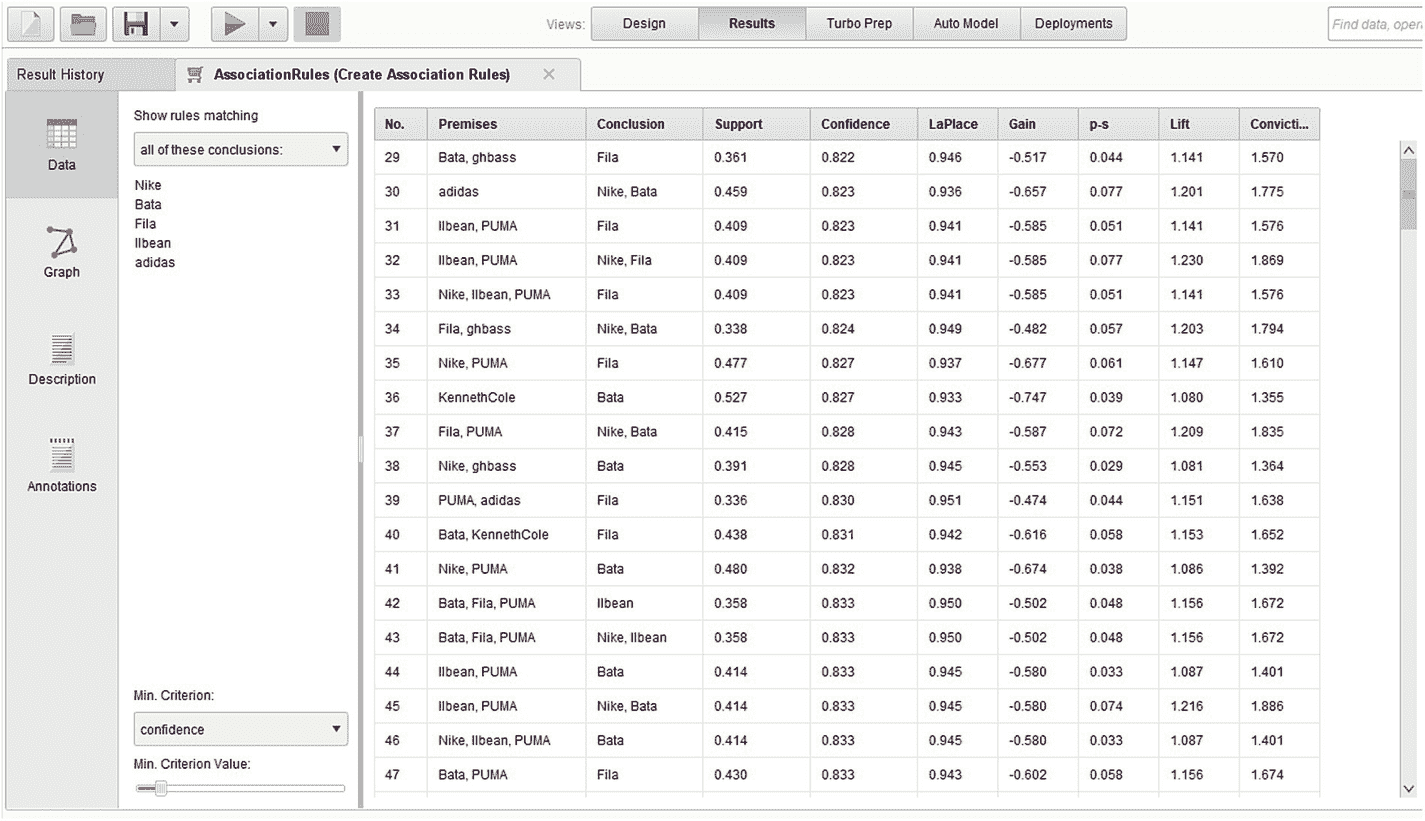 Views: Design Results Turbo Prep Auto Model Deployments Find data, oper
Result History AssociationRules (Create Association Rules)
Data
Graph
Description
Annotations
Show rules matching
all of these conclusions:
Nike
Bata
Fila
Ilbean
adidas
Min. Criterion:
confidence
Min. Criterion Value:
No. Premises Conclusion Support Confidence LaPlace Gain p-s Lift Convicti...
29 Bata, ghbass Fila 0.361 0.822 0.946 -0.517 0.044 1.141 1.570
30 adidas Nike, Bata 0.459 0.823 0.936 -0.657 0.077 1.201 1.775
31 Ilbean, PUMA Fila 0.409 0.823 0.941 -0.585 0.051 1.141 1.576
32 Ilbean, PUMA Nike, Fila 0.409 0.823 0.941 -0.585 0.077 1.230 1.869
33 Nike, Ilbean, PUMA Fila 0.409 0.823 0.941 -0.585 0.051 1.141 1.576
34 Fila, ghbass Nike, Bata 0.338 0.824 0.949 -0.482 0.057 1.203 1.794
35 Nike, PUMA Fila 0.477 0.827 0.937 -0.677 0.061 1.147 1.610
36 KennethCole Bata 0.527 0.827 0.933 -0.747 0.039 1.080 1.355
37 Fila, PUMA Nike, Bata 0.415 0.828 0.943 -0.587 0.072 1.209 1.835
38 Nike, ghbass Bata 0.391 0.828 0.945 -0.553 0.029 1.081 1.364
39 PUMA, adidas Fila 0.336 0.830 0.951 -0.474 0.044 1.151 1.638
40 Bata, KennethCole Fila 0.438 0.831 0.942 -0.616 0.058 1.153 1.652
41 Nike, PUMA Bata 0.480 0.832 0.938 -0.674 0.038 1.086 1.392
42 Bata, Fila, PUMA Ilbean 0.358 0.833 0.950 -0.502 0.048 1.156 1.672
43 Bata, Fila, PUMA Nike, Ilbean 0.358 0.833 0.950 -0.502 0.048 1.156 1.672
44 Ilbean, PUMA Bata 0.414 0.833 0.945 -0.580 0.033 1.087 1.401
45 Ilbean, PUMA Nike, Bata 0.414 0.833 0.945 -0.580 0.074 1.216 1.886
46 Nike, Ilbean, PUMA Bata 0.414 0.833 0.945 -0.580 0.033 1.087 1.401
47 Bata, PUMA Fila 0.430 0.833 0.943 -0.602 0.058 1.156 1.674